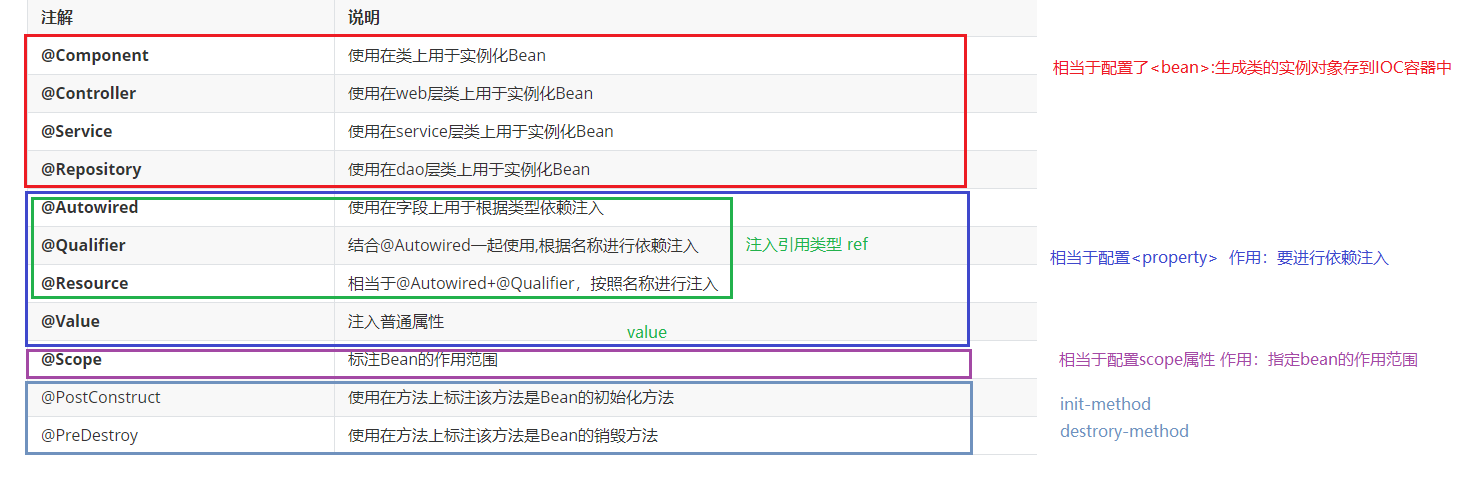 注解 说明
@Component 使用在类上用于实例化Bean
相当于配置了<bean>:生成类的实例对象存到IOC容器中
@Controller 使用在web层类上用于实例化Bean
@Service 使用在service层类上用于实例化Bean
@Repository 使用在dao层类上用于实例化Bean
@Autowired 使用在字段上用于根据类型依赖注入
@Qualifier 结合@Autowired一起使用,根据名称进行依赖注入
注入引用类型 ref
相当于配置<property> 作用：要进行依赖注入
@Resource 相当于@Autowired+@Qualifier，按照名称进行注入
@Value 注入普通属性
value
@Scope 标注Bean的作用范围
相当于配置scope属性 作用：指定bean的作用范围
@PostConstruct 使用在方法上标注该方法是Bean的初始化方法
init-method
@PreDestroy 使用在方法上标注该方法是Bean的销毁方法
destrory-method